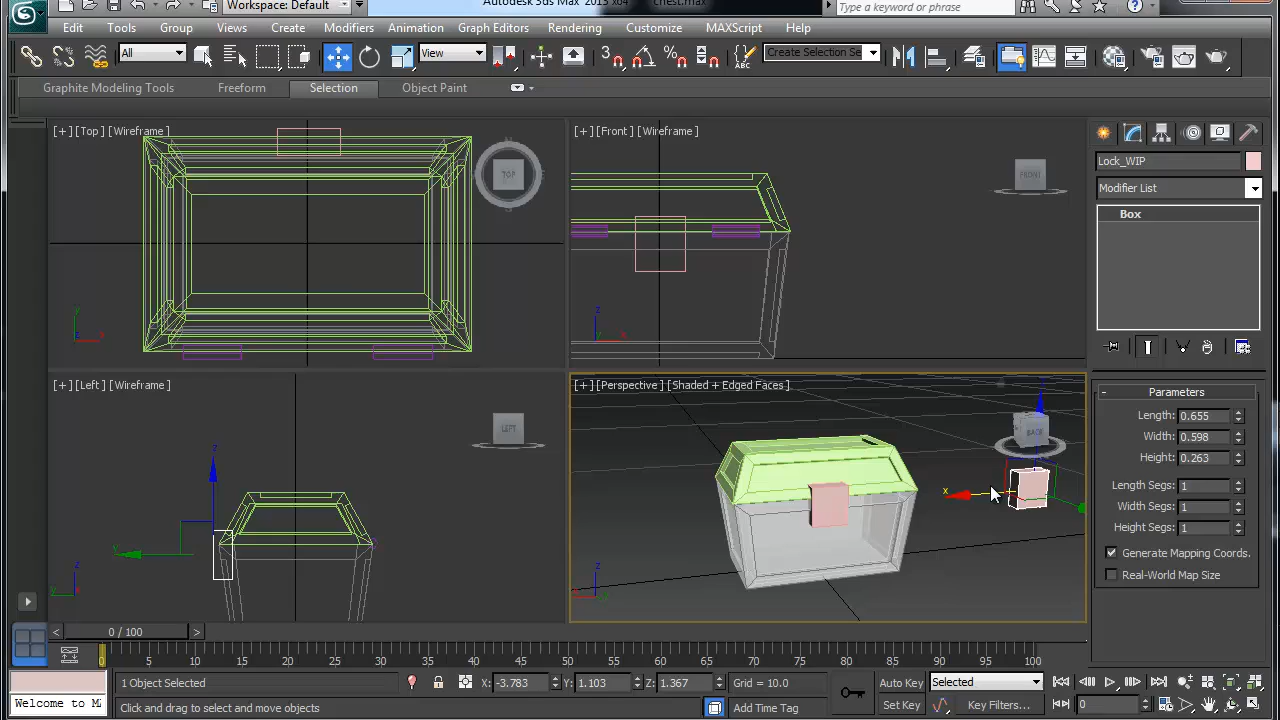 Workspace: Default
Autodesk 3ds Max 2013 x64 chest.max
Type a keyword or phrase
Edit Tools Group Views Create Modifiers Animation Graph Editors Rendering Customize MAXScript Help
All View Create Selection Se
Graphite Modeling Tools Freeform Selection Object Paint
[+] [Top] [Wireframe]
TOP
[+] [Front] [Wireframe]
FRONT
[+] [Left] [Wireframe]
LEFT
[+] [Perspective] [Shaded + Edged Faces]
BACK
Lock_WIP
Modifier List
Box
- Parameters
Length: 0.655
Width: 0.598
Height: 0.263
Length Segs: 1
Width Segs: 1
Height Segs: 1
Generate Mapping Coords.
Real-World Map Size
0 / 100
0 5 10 15 20 25 30 35 40 45 50 55 60 65 70 75 80 85 90 95 100
1 Object Selected X: -3.783 Y: 1.103 Z: 1.367 Grid = 10.0 Auto Key Selected
Welcome to M Click and drag to select and move objects Add Time Tag Set Key Key Filters... 0